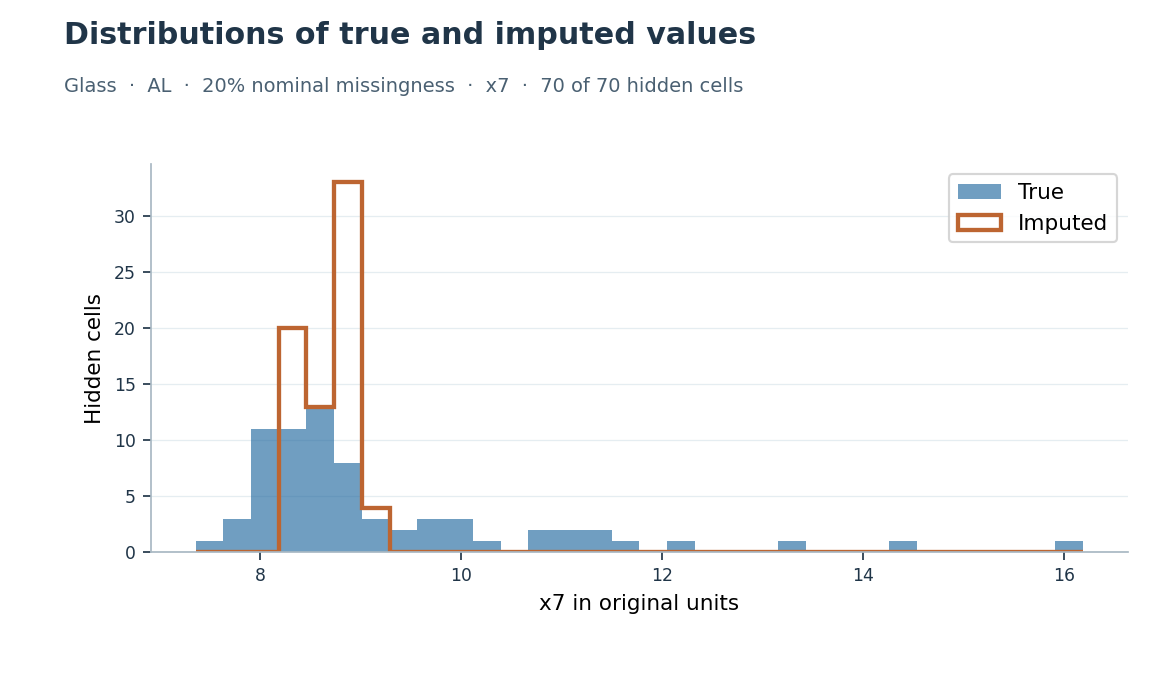 Distributions of true and imputed values
Glass · AL · 20% nominal missingness · x7 · 70 of 70 hidden cells
True
Imputed
Hidden cells
30
25
20
15
10
5
0
8 10 12 14 16
x7 in original units